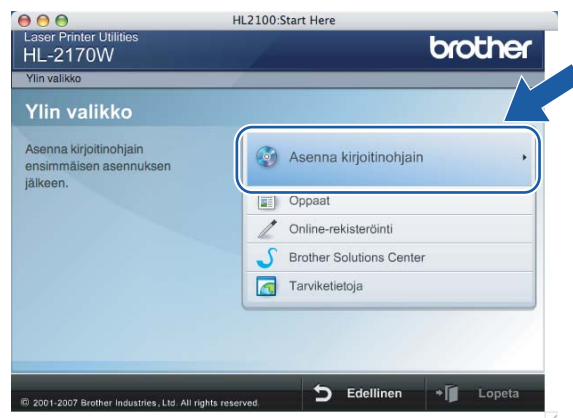 HL2100:Start Here
Laser Printer Utilities
HL-2170W
brother
Ylin valikko
Ylin valikko
Asenna kirjoitinohjain
ensimmäisen asennuksen
jälkeen.
Asenna kirjoitinohjain
Oppaat
Online-rekisteröinti
Brother Solutions Center
Tarviketietoja
© 2001-2007 Brother Industries, Ltd. All rights reserved.
Edellinen
Lopeta